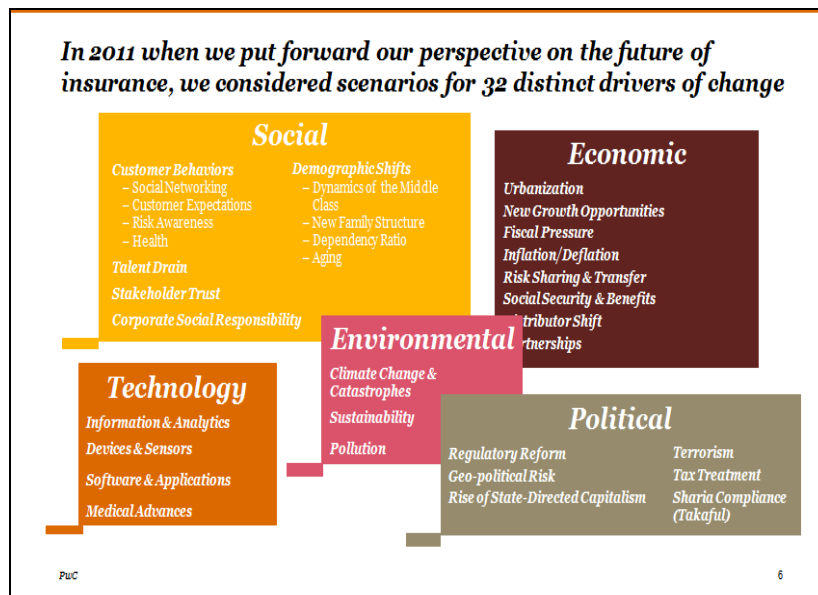 In 2011 when we put forward our perspective on the future of
insurance, we considered scenarios for 32 distinct drivers of change
Social
Customer Behaviors
– Social Networking
– Customer Expectations
– Risk Awareness
– Health
Talent Drain
Stakeholder Trust
Corporate Social Responsibility
Demographic Shifts
– Dynamics of the Middle
Class
– New Family Structure
– Dependency Ratio
– Aging
Economic
Urbanization
New Growth Opportunities
Fiscal Pressure
Inflation/Deflation
Risk Sharing & Transfer
Social Security & Benefits
Shift
Environmental
Climate Change &
Catastrophes
Sustainability
Pollution
Technology
Information & Analytics
Devices & Sensors
Software & Applications
Medical Advances
Political
Regulatory Reform
Geo-political Risk
Rise of State-Directed Capitalism
Terrorism
Tax Treatment
Sharia Compliance
(Takaful)
PwC
6